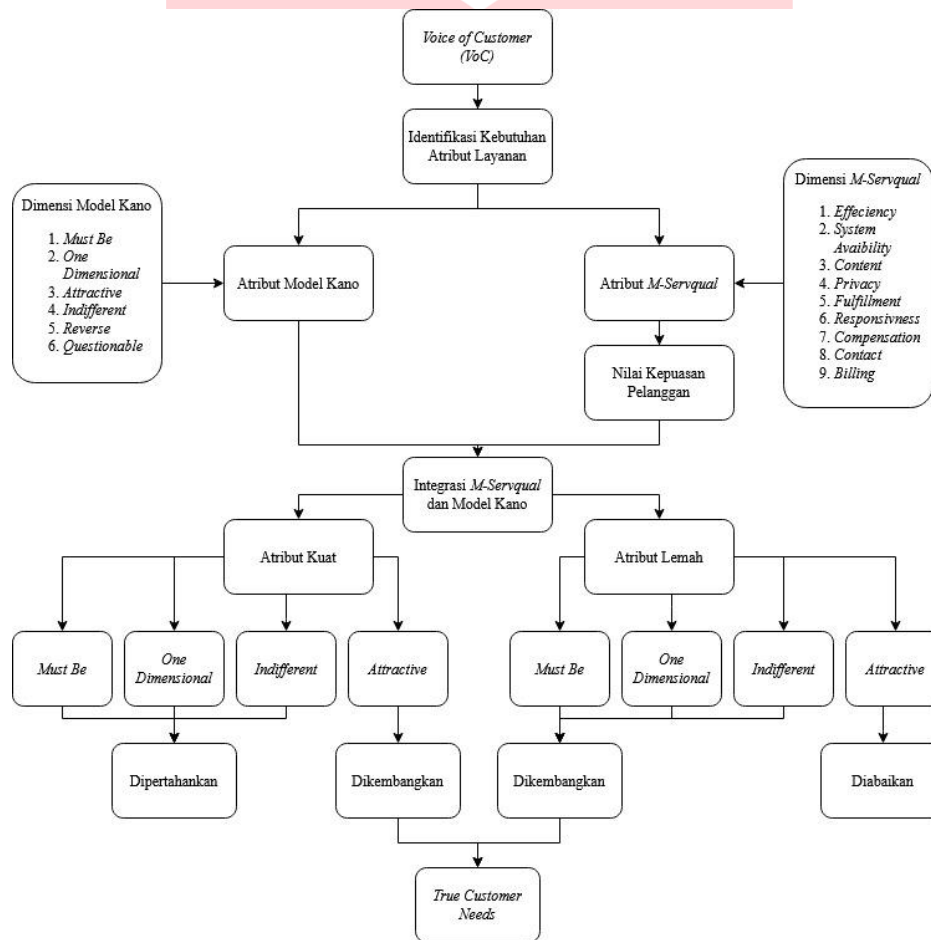 Voice of Customer
(VoC)
Identifikasi Kebutuhan
Atribut Layanan
Dimensi Model Kano
1. Must Be
2. One
Dimensional
3. Attractive
4. Indifferent
5. Reverse
6. Questionable
Atribut Model Kano
Atribut M-Servqual
Dimensi M-Servqual
1. Effeciency
2. System
Avaibility
3. Content
4. Privacy
5. Fulfillment
6. Responsivness
7. Compensation
8. Contact
9. Billing
Nilai Kepuasan
Pelanggan
Integrasi M-Servqual
dan Model Kano
Atribut Kuat
Atribut Lemah
Must Be
One
Dimensional
Indifferent
Attractive
Must Be
One
Dimensional
Indifferent
Attractive
Dipertahankan
Dikembangkan
Dikembangkan
Diabaikan
True Customer
Needs